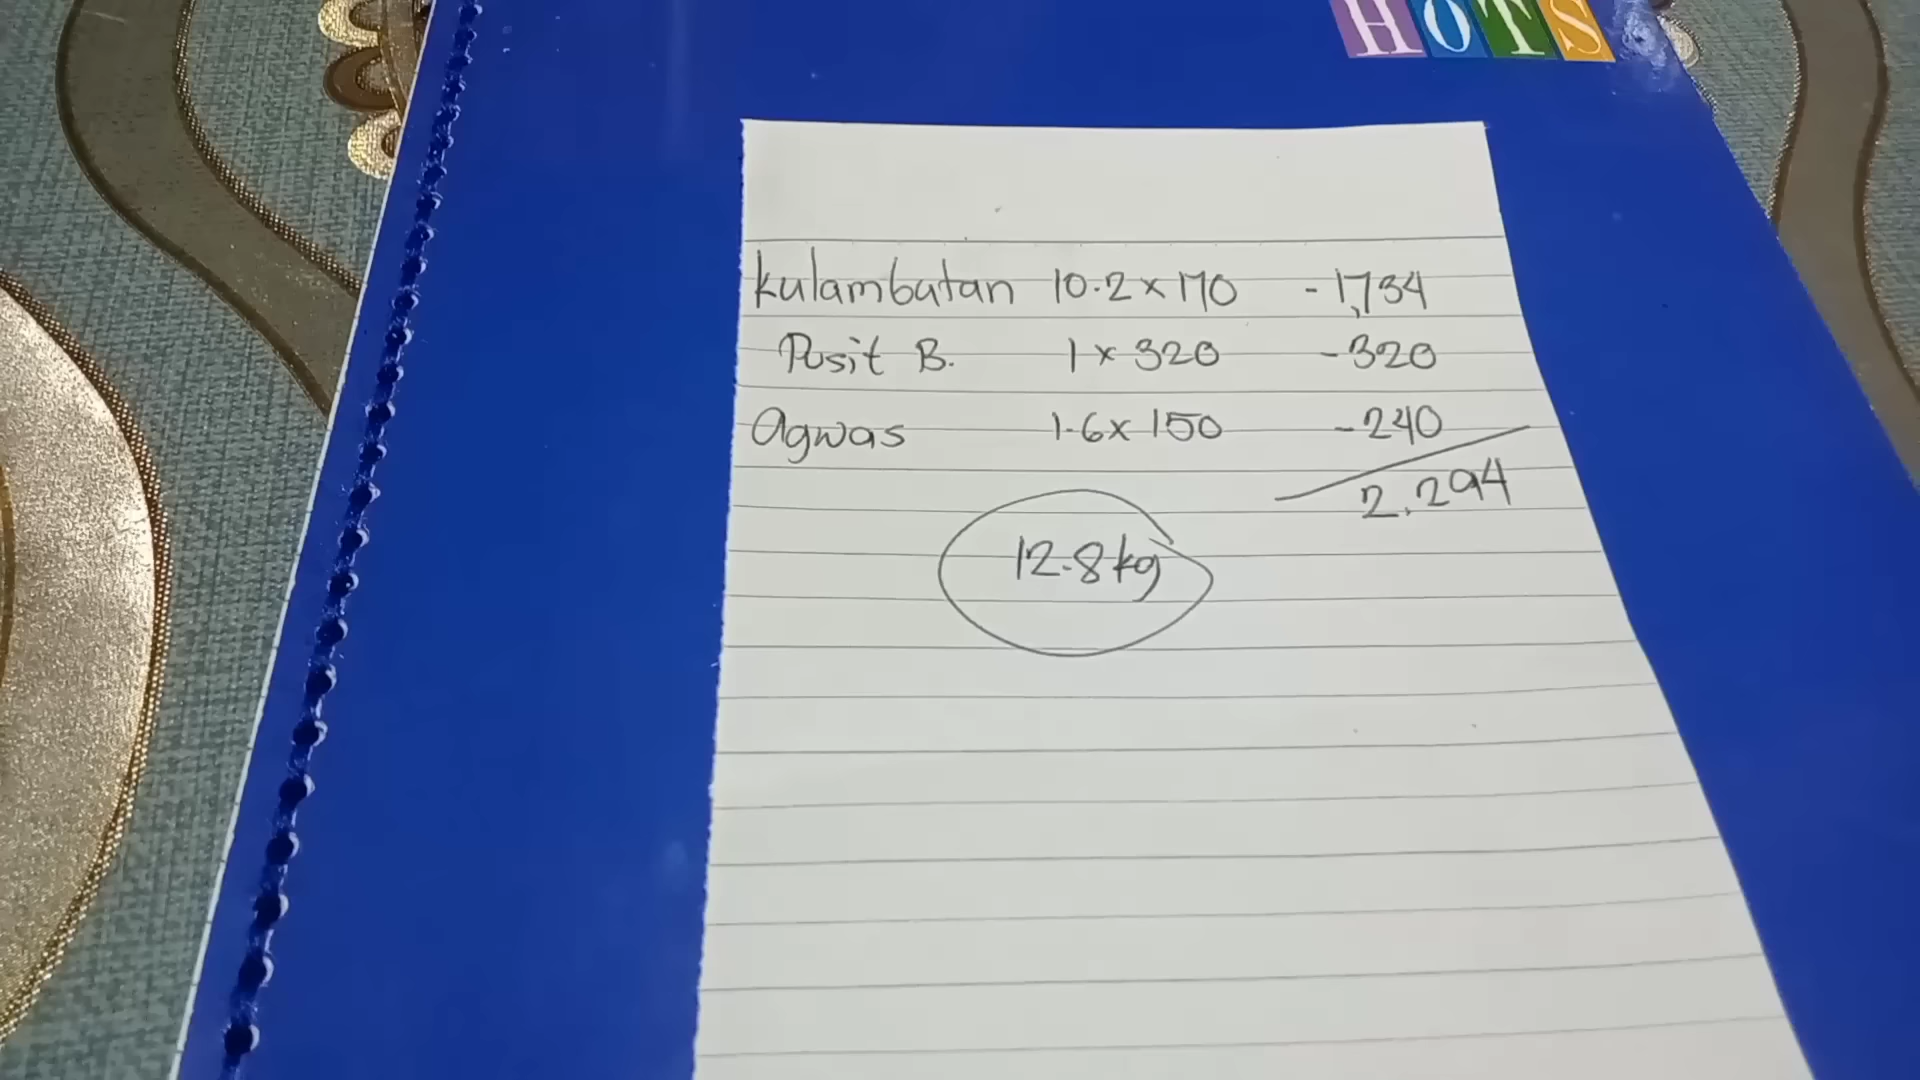 HOTS
Kulambutan 10.2 x 170 - 1,734
Pusit B. 1 x 320 - 320
Agwas 1.6 x 150 - 240
2,294
12.8 kg